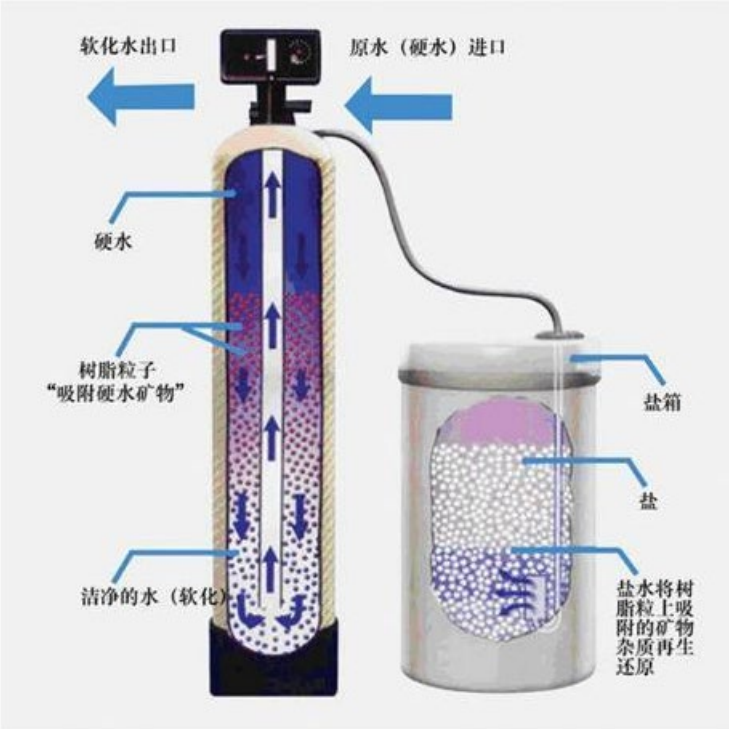 软化水出口
原水（硬水）进口
硬水
树脂粒子
“吸附硬水矿物”
盐箱
盐
洁净的水（软化）
盐水将树
脂粒上吸
附的矿物
杂质再生
还原